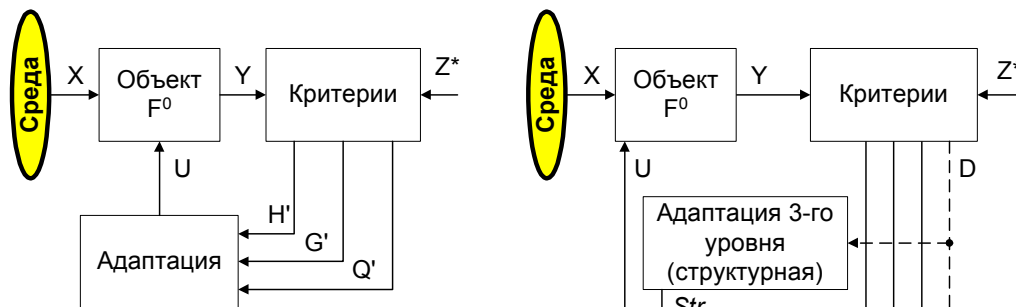 Среда
X
Объект
F⁰
Y
Критерии
Z*
U
H'
G'
Q'
Адаптация
Среда
X
Объект
F⁰
Y
Критерии
Z*
U
D
Адаптация 3-го
уровня
(структурная)
Str